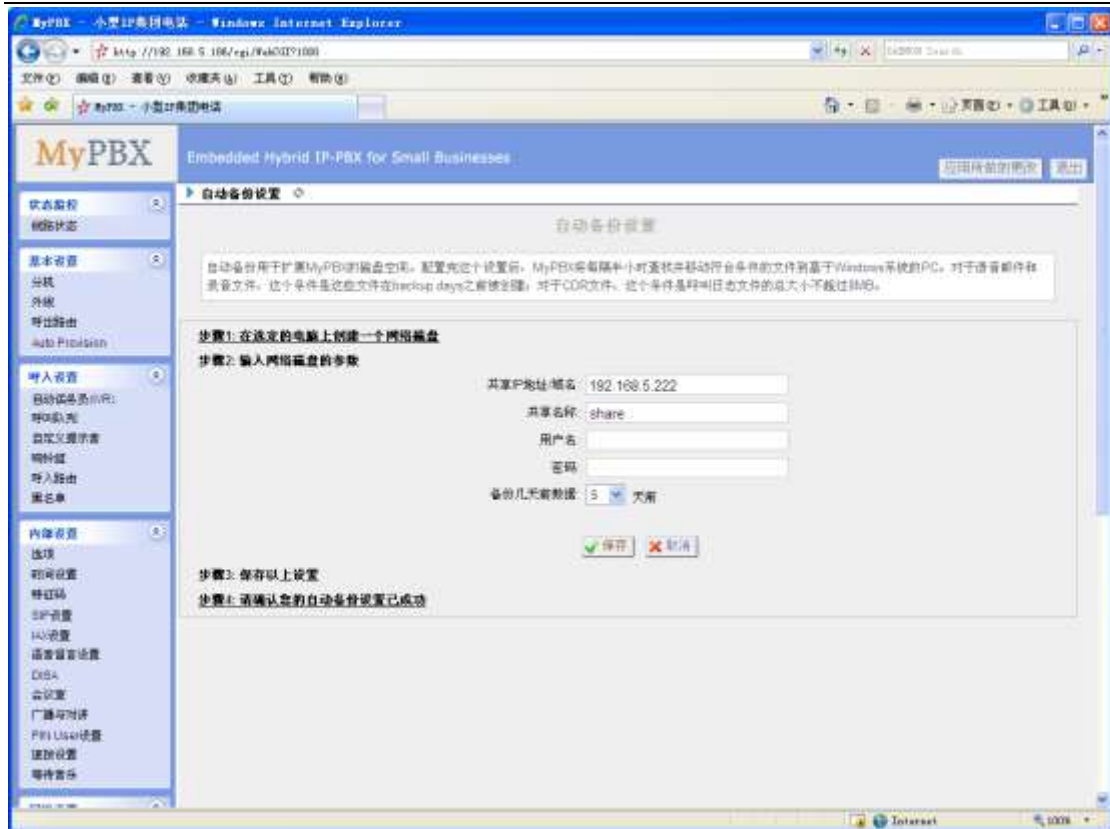 MyPBX - 小型IP集团电话 - Windows Internet Explorer
文件(F) 编辑(E) 查看(V) 收藏夹(A) 工具(T) 帮助(H)
MyPBX - 小型IP集团电话
页面(P) 工具(O)
MyPBX
Embedded Hybrid IP-PBX for Small Businesses
应用所做的更改 退出
自动备份设置
状态监控
线路状态
基本设置
分机
外线
呼出路由
Auto Provision
呼入设置
自动话务员(IVR)
呼叫队列
自定义提示音
响铃组
呼入路由
黑名单
内部设置
选项
时间设置
特征码
SIP设置
IAX设置
语音留言设置
DISA
会议室
广播与对讲
PIN User设置
速拨设置
等待音乐
自动备份设置
自动备份用于扩展MyPBX的磁盘空间。配置完这个设置后，MyPBX将每隔半小时查找并移动符合条件的文件到基于Windows系统的PC。对于语音邮件和
录音文件，这个条件是这些文件在backup days之前被创建；对于CDR文件，这个条件是呼叫日志文件的总大小不超过8MB。
步骤1: 在选定的电脑上创建一个网络磁盘
步骤2: 输入网络磁盘的参数
共享IP地址/域名 192.168.5.222
共享名称 share
用户名
密码
备份几天前数据 5 天前
保存 取消
步骤3: 保存以上设置
步骤4: 请确认您的自动备份设置已成功
Internet
100%